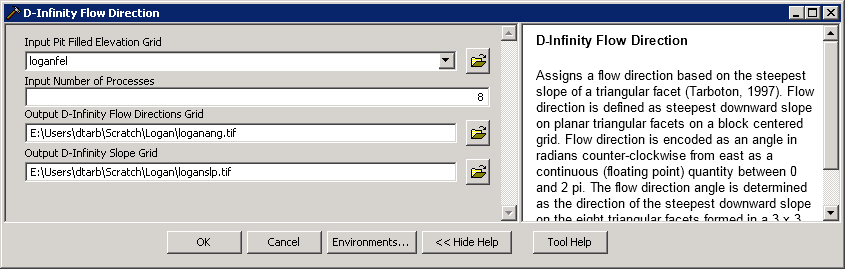 D-Infinity Flow Direction
Input Pit Filled Elevation Grid
loganfel
Input Number of Processes
8
Output D-Infinity Flow Directions Grid
E:\Users\dtarb\Scratch\Logan\loganang.tif
Output D-Infinity Slope Grid
E:\Users\dtarb\Scratch\Logan\loganslp.tif
D-Infinity Flow Direction
Assigns a flow direction based on the steepest
slope of a triangular facet (Tarboton, 1997). Flow
direction is defined as steepest downward slope
on planar triangular facets on a block centered
grid. Flow direction is encoded as an angle in
radians counter-clockwise from east as a
continuous (floating point) quantity between 0
and 2 pi. The flow direction angle is determined
as the direction of the steepest downward slope
on the eight triangular facets formed in a 3 x 3
OK
Cancel
Environments...
<< Hide Help
Tool Help